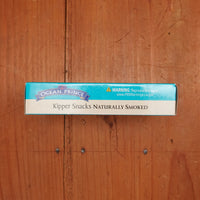 OCEAN PRINCE
⚠ WARNING
Kipper Snacks NATURALLY SMOKED